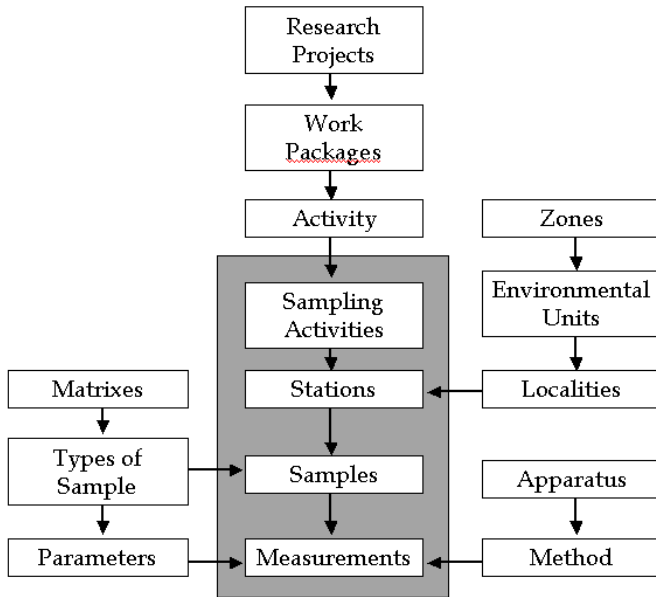 Research
Projects
Work
Packages
Activity
Zones
Sampling
Activities
Environmental
Units
Matrixes
Stations
Localities
Types of
Sample
Samples
Apparatus
Parameters
Measurements
Method